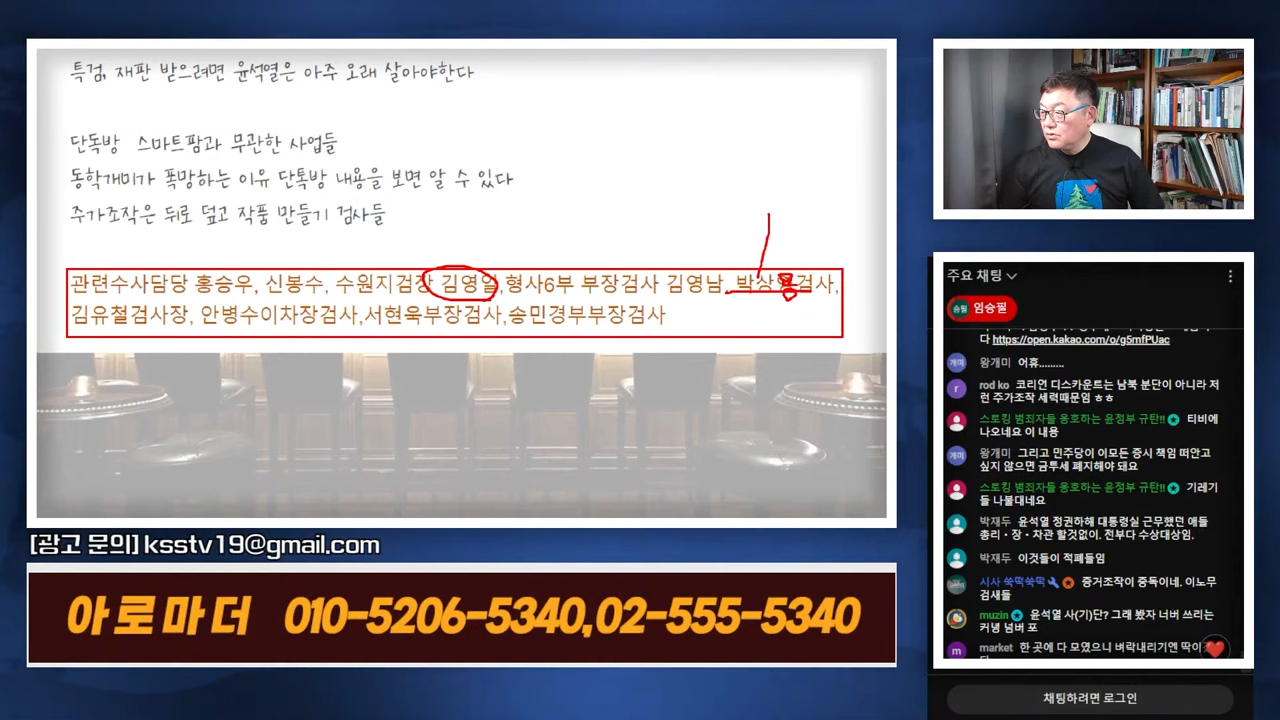 특검, 재판 받으려면 윤석열은 아주 오래 살아야한다
단독방 스마트팜과 무관한 사업들
동학개미가 폭망하는 이유 단톡방 내용을 보면 알 수 있다
주가조작은 뒤로 덮고 작품 만들기 검사들
관련수사담당 홍승우, 신봉수, 수원지검장 김영일,형사6부 부장검사 김영남, 박상용검사,
김유철검사장, 안병수이차장검사,서현욱부장검사,송민경부부장검사
[광고 문의] ksstv19@gmail.com
아로마더 010-5206-5340,02-555-5340
주요 채팅
승필 임승필
다 https://open.kakao.com/o/g5mfPUac
개미 왕개미 어휴.........
r rod ko 코리언 디스카운트는 남북 분단이 아니라 저
런 주가조작 세력때문임 ㅎㅎ
스토킹 범죄자들 옹호하는 윤정부 규탄!! 티비에
나오네요 이 내용
개미 왕개미 그리고 민주당이 이모든 증시 책임 떠안고
싶지 않으면 금투세 폐지해야 돼요
스토킹 범죄자들 옹호하는 윤정부 규탄!! 기레기
들 나불대네요
박재두 윤석열 정권하해 대통령실 근무했던 애들
총리・장・차관 할것없이. 전부다 수상대상임.
박재두 이것들이 적폐들임
시사 쑥떡쑥떡 증거조작이 중독이네. 이노무
검새들
muzin 윤석열 사(기)단? 그래 봤자 너버 쓰리는
커녕 넘버 포
m market 한 곳에 다 모였으니 벼락내리기엔 딱이
채팅하려면 로그인